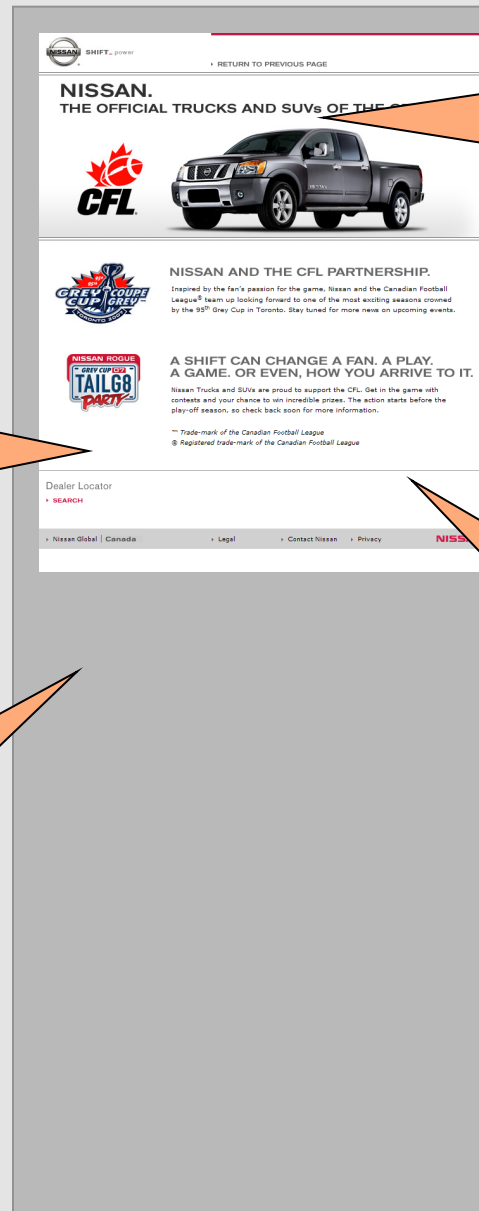 NISSAN SHIFT_ power
RETURN TO PREVIOUS PAGE
NISSAN.
THE OFFICIAL TRUCKS AND SUVs OF THE
CFL
NISSAN AND THE CFL PARTNERSHIP.
Inspired by the fan's passion for the game, Nissan and the Canadian Football
League® team up looking forward to one of the most exciting seasons crowned
by the 95th Grey Cup in Toronto. Stay tuned for more news on upcoming events.
95th
GREY COUPE
CUP GREY
TORONTO 2007
NISSAN ROGUE
GREY CUP 07
TAILG8
PARTY
A SHIFT CAN CHANGE A FAN. A PLAY.
A GAME. OR EVEN, HOW YOU ARRIVE TO IT.
Nissan Trucks and SUVs are proud to support the CFL. Get in the game with
contests and your chance to win incredible prizes. The action starts before the
play-off season, so check back soon for more information.
™ Trade-mark of the Canadian Football League
® Registered trade-mark of the Canadian Football League
Dealer Locator
SEARCH
Nissan Global | Canada Legal Contact Nissan Privacy